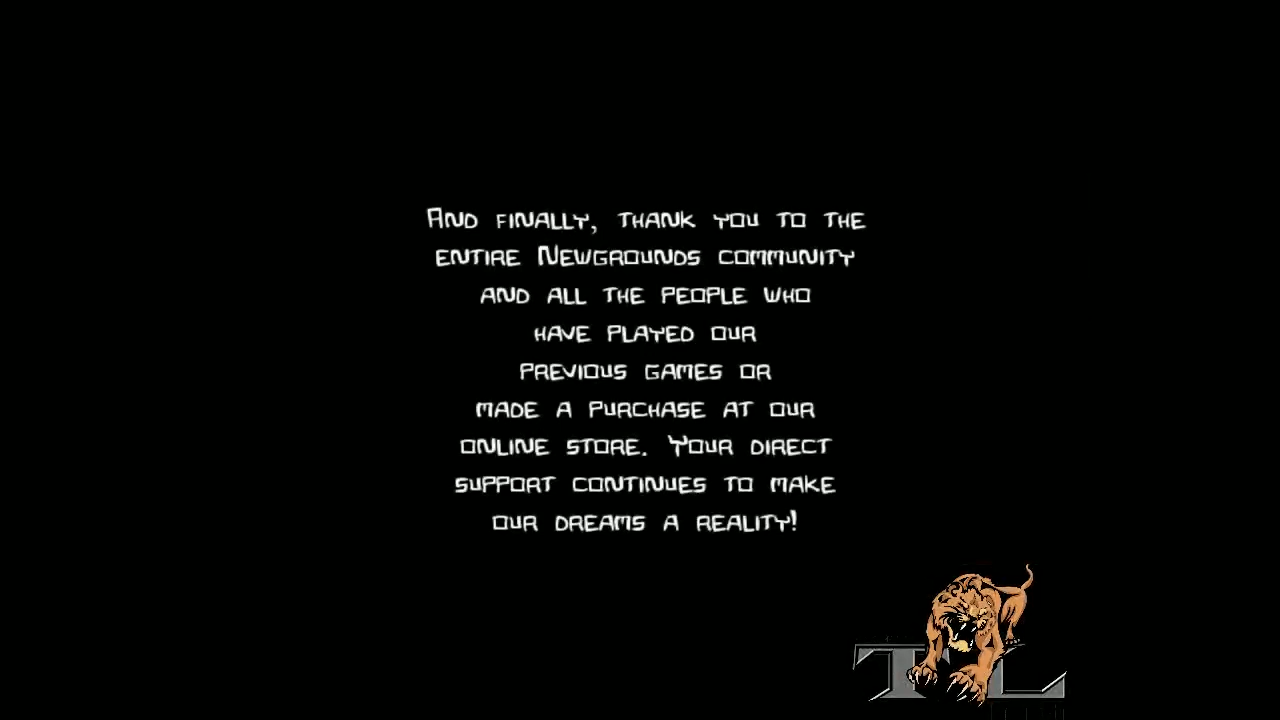 And finally, thank you to the
entire Newgrounds community
and all the people who
have played our
previous games or
made a purchase at our
online store. Your direct
support continues to make
our dreams a reality!
TL